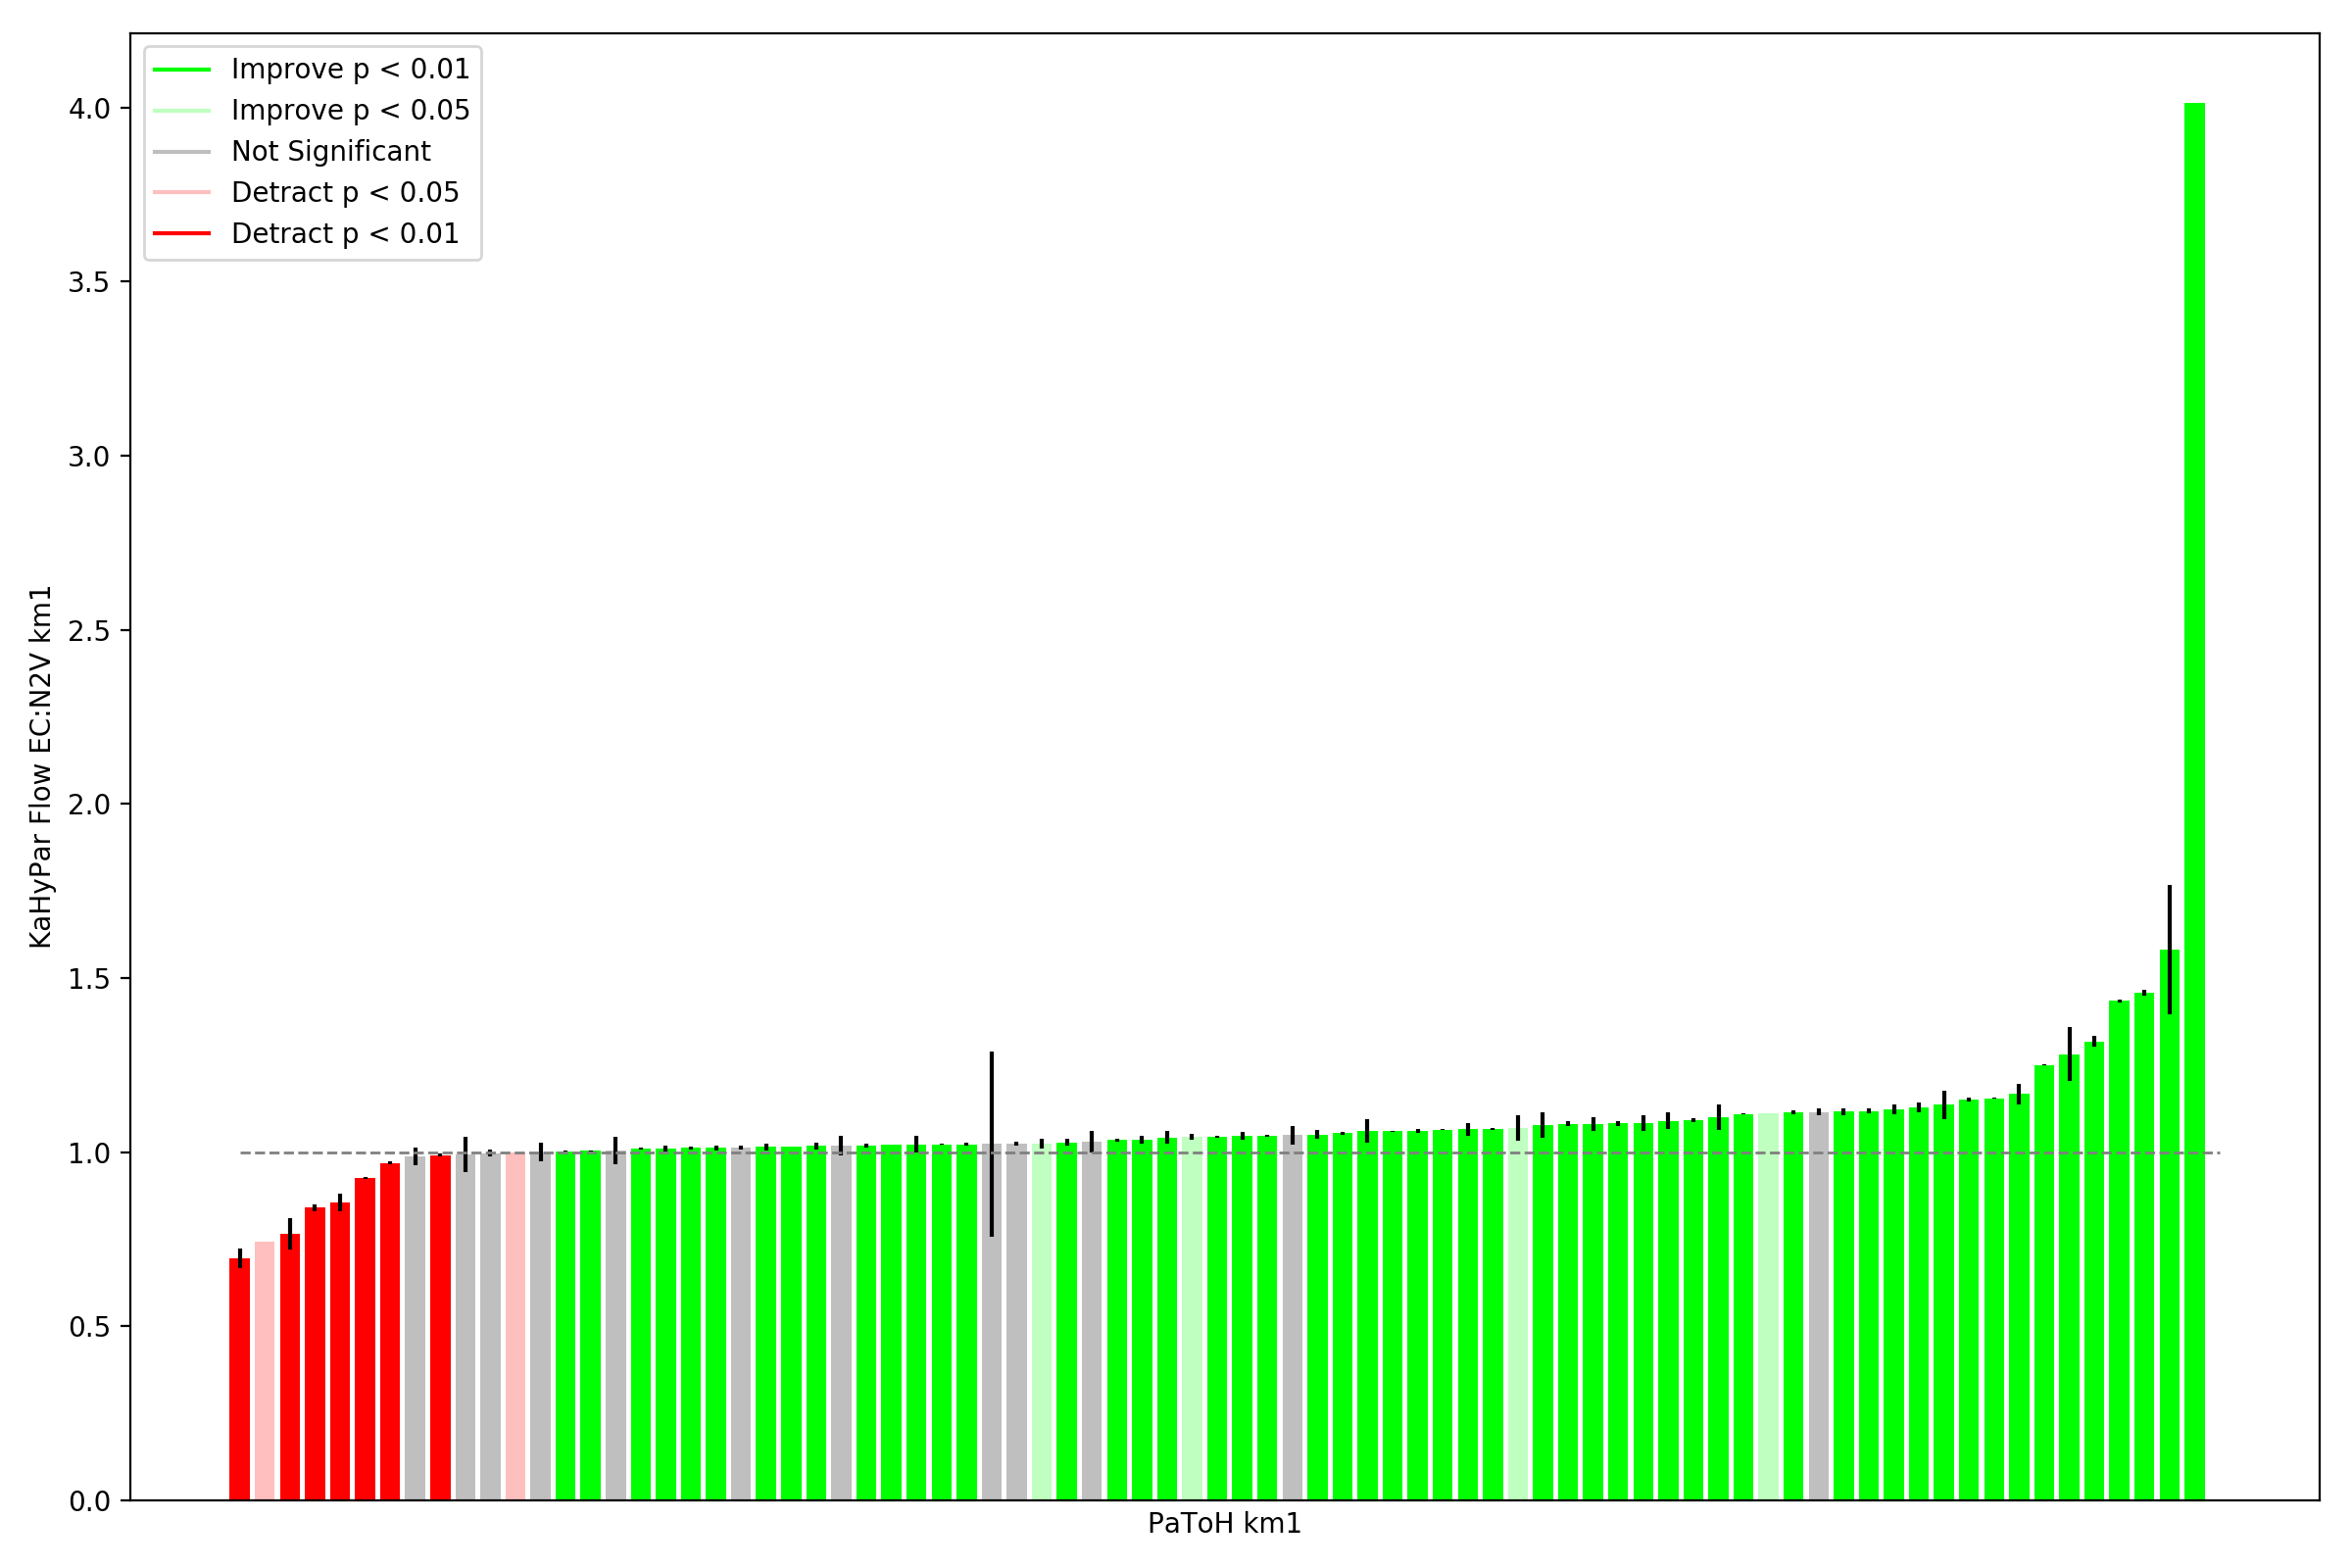 Improve p < 0.01
Improve p < 0.05
Not Significant
Detract p < 0.05
Detract p < 0.01
4.0
3.5
3.0
2.5
2.0
1.5
1.0
0.5
0.0
KaHyPar Flow EC:N2V km1
PaToH km1